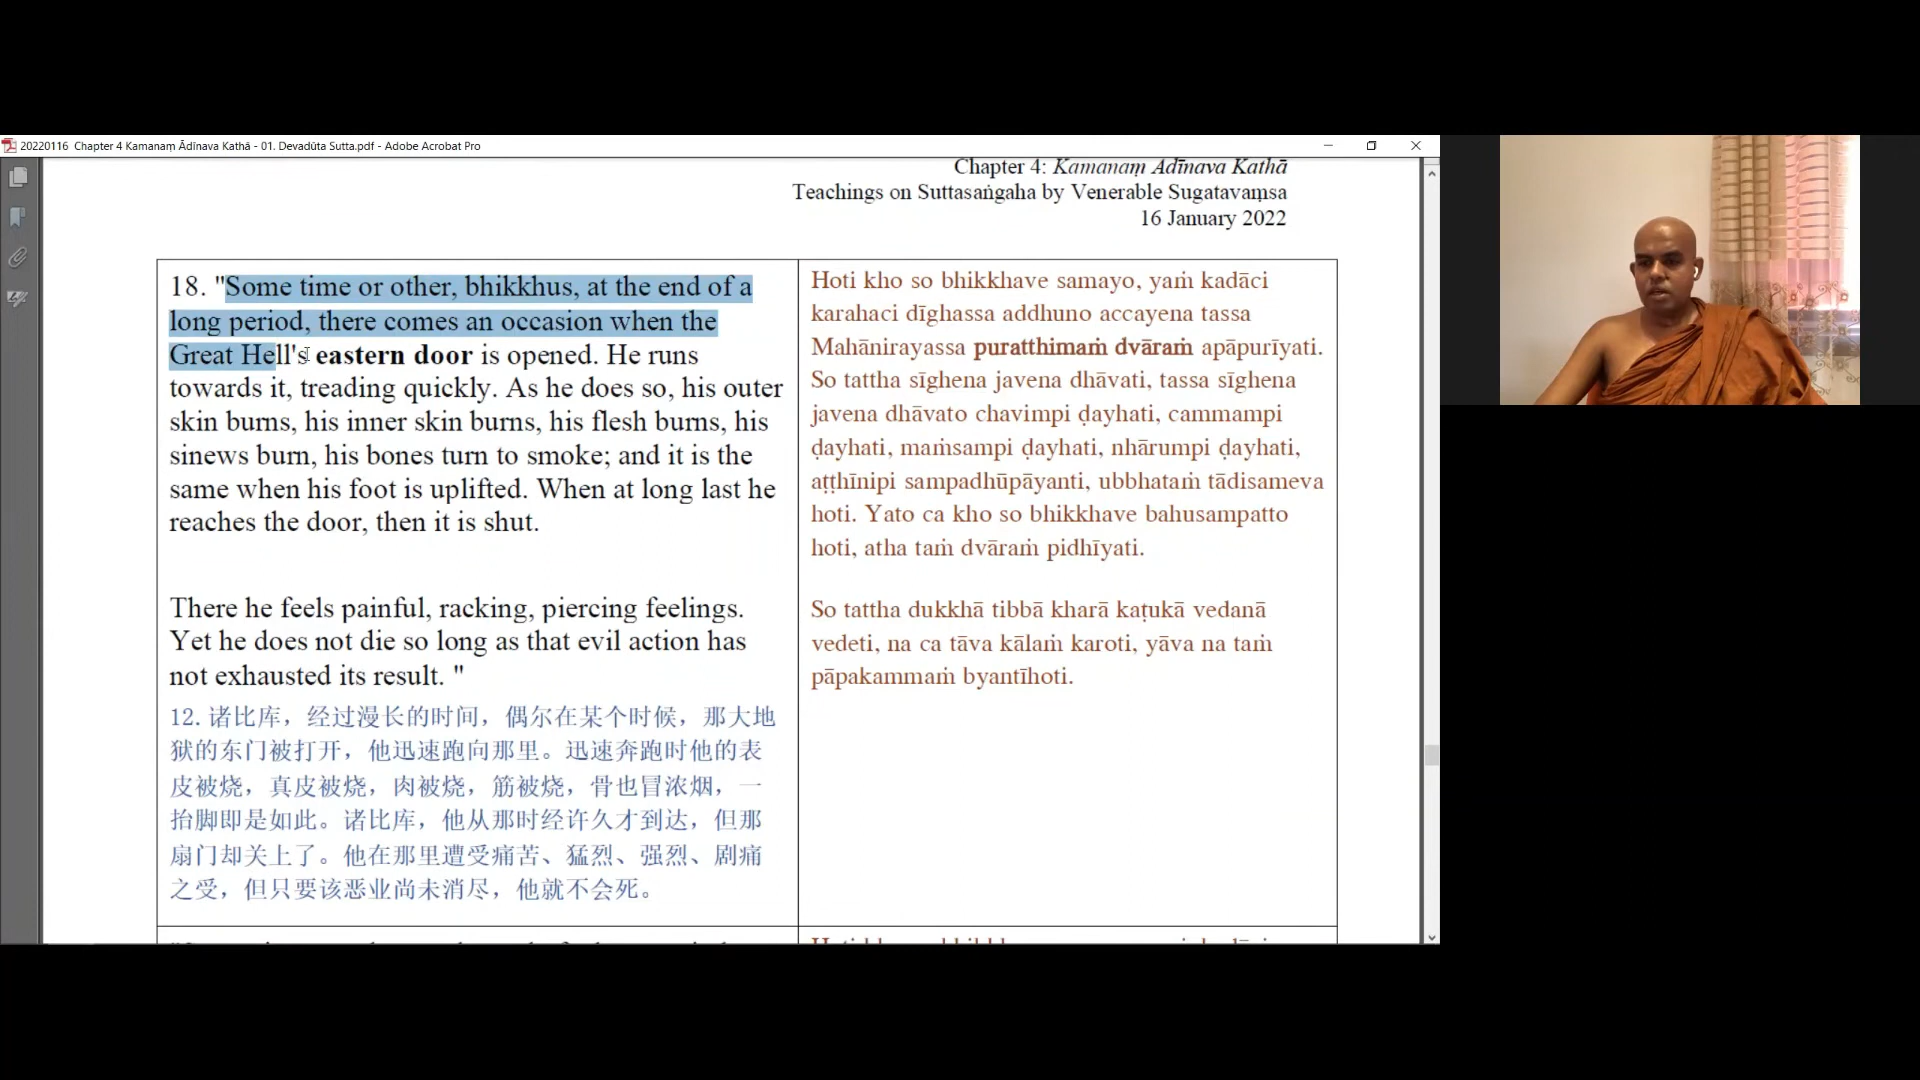 20220116 Chapter 4 Kamanaṃ Ādīnava Kathā - 01. Devadūta Sutta.pdf - Adobe Acrobat Pro
Chapter 4: Kamanaṃ Adīnava Kathā
Teachings on Suttasaṅgaha by Venerable Sugatavaṃsa
16 January 2022
18. "Some time or other, bhikkhus, at the end of a
long period, there comes an occasion when the
Great Hell's eastern door is opened. He runs
towards it, treading quickly. As he does so, his outer
skin burns, his inner skin burns, his flesh burns, his
sinews burn, his bones turn to smoke; and it is the
same when his foot is uplifted. When at long last he
reaches the door, then it is shut.
There he feels painful, racking, piercing feelings.
Yet he does not die so long as that evil action has
not exhausted its result. "
12. 诸比库，经过漫长的时间，偶尔在某个时候，那大地
狱的东门被打开，他迅速跑向那里。迅速奔跑时他的表
皮被烧，真皮被烧，肉被烧，筋被烧，骨也冒浓烟，一
抬脚即是如此。诸比库，他从那时经许久才到达，但那
扇门却关上了。他在那里遭受痛苦、猛烈、强烈、剧痛
之受，但只要该恶业尚未消尽，他就不会死。
Hoti kho so bhikkhave samayo, yaṁ kadāci
karahaci dīghassa addhuno accayena tassa
Mahānirayassa puratthimaṁ dvāraṁ apāpurīyati.
So tattha sīghena javena dhāvati, tassa sīghena
javena dhāvato chavimpi ḍayhati, cammampi
ḍayhati, maṁsampi ḍayhati, nhārumpi ḍayhati,
aṭṭhīnipi sampadhūpāyanti, ubbhataṁ tādisameva
hoti. Yato ca kho so bhikkhave bahusampatto
hoti, atha taṁ dvāraṁ pidhīyati.
So tattha dukkhā tibbā kharā kaṭukā vedanā
vedeti, na ca tāva kālaṁ karoti, yāva na taṁ
pāpakammaṁ byantīhoti.